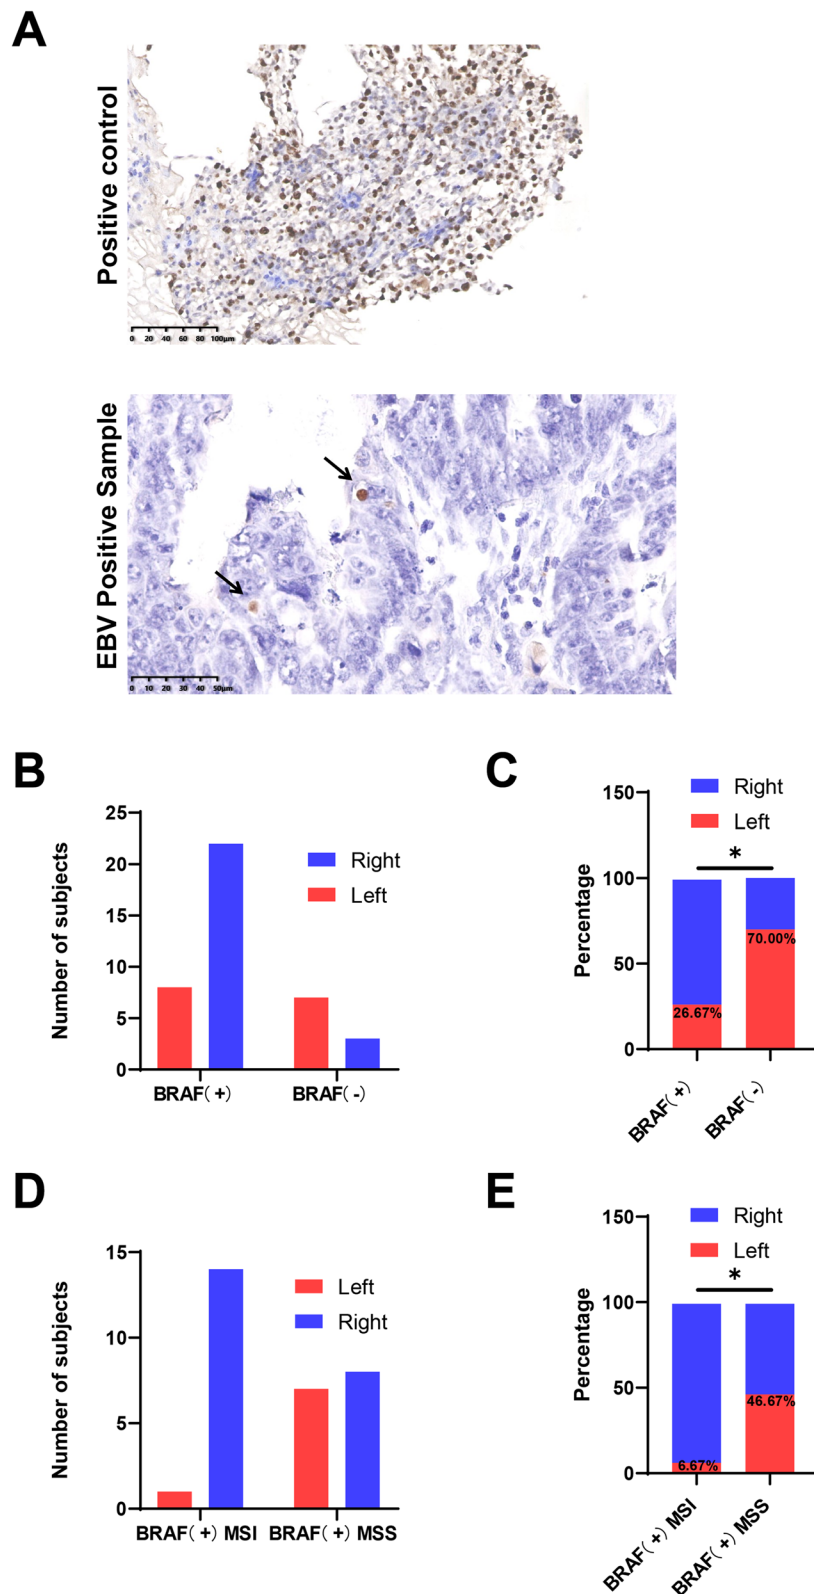 A
Positive control
0 20 40 60 80 100μm
EBV Positive Sample
0 10 20 30 40 50μm
B
Number of subjects
25
20
15
10
5
0
Right
Left
BRAF(+)
BRAF(-)
C
Percentage
150
100
50
0
Right
Left
*
26.67%
70.00%
BRAF(+)
BRAF(-)
D
Number of subjects
15
10
5
0
Left
Right
BRAF(+) MSI
BRAF(+) MSS
E
Percentage
150
100
50
0
Right
Left
*
6.67%
46.67%
BRAF(+) MSI
BRAF(+) MSS